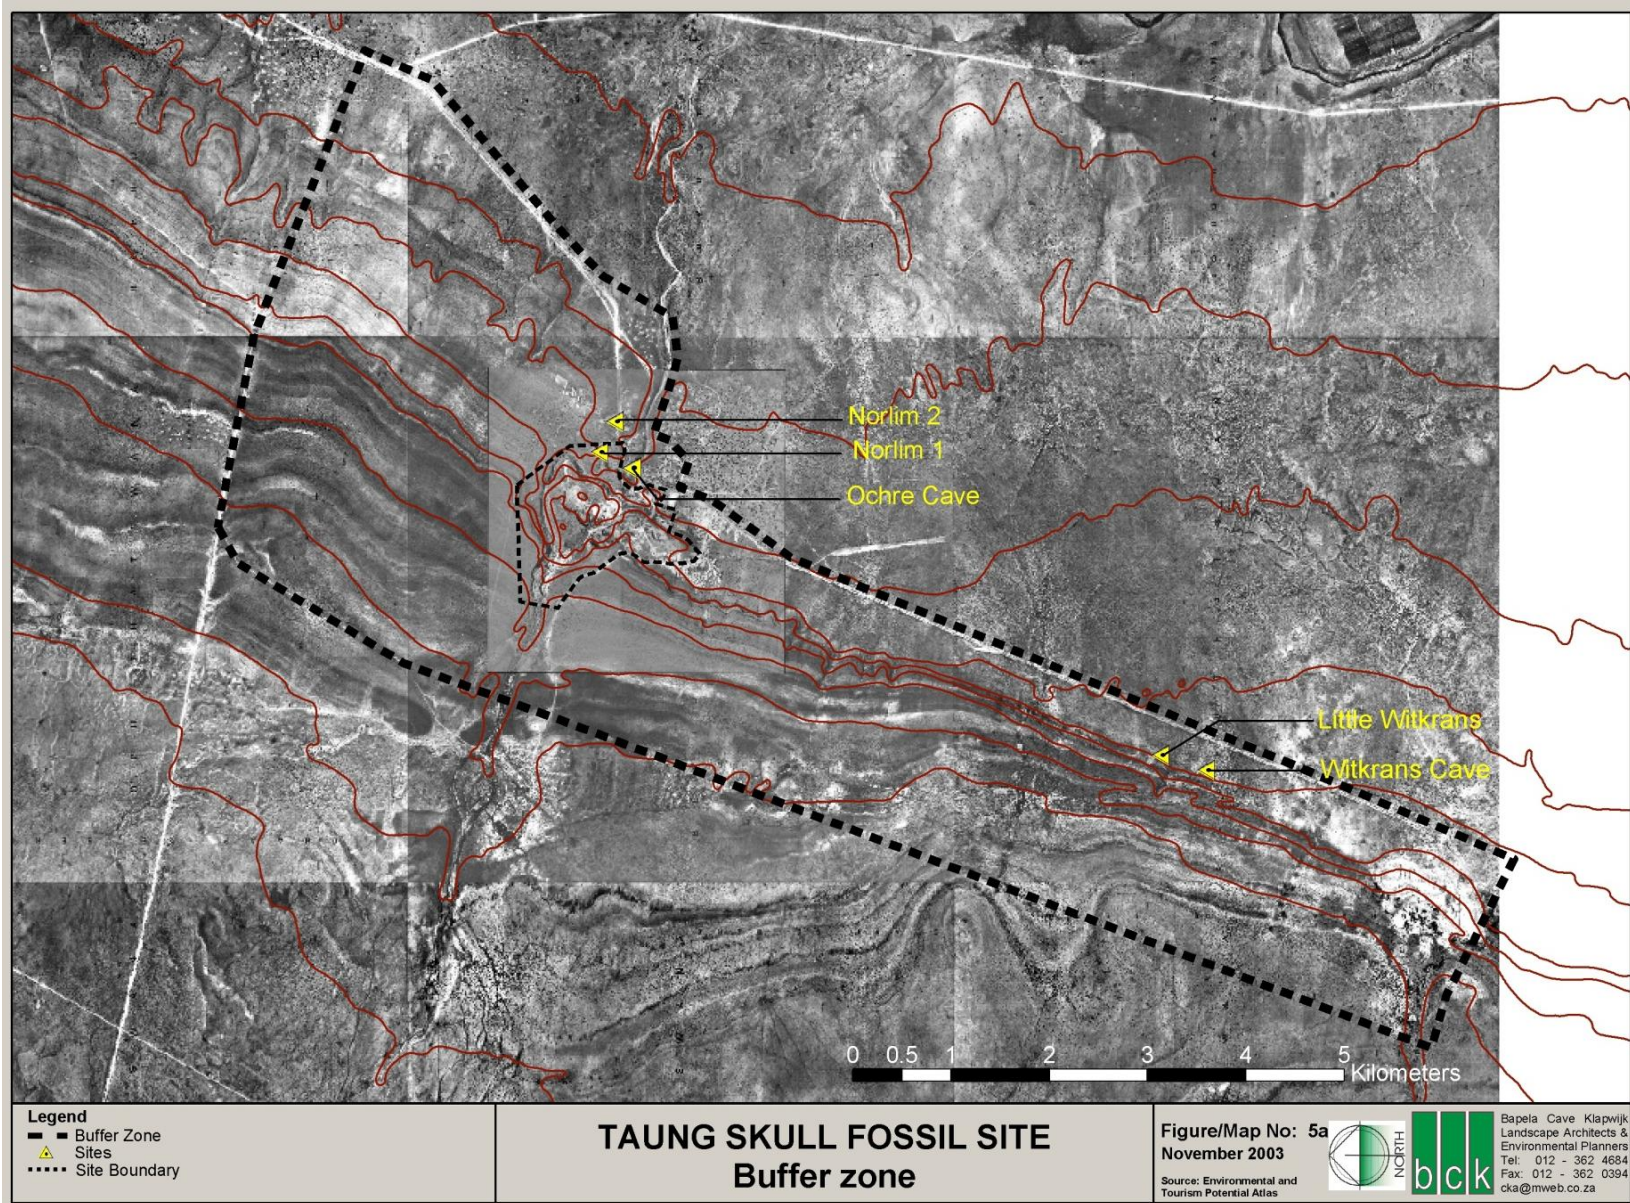 Norlim 2
Norlim 1
Ochre Cave
Little Witkrans
Witkrans Cave
0 0.5 1 2 3 4 5
Kilometers
Legend
Buffer Zone
Sites
Site Boundary
TAUNG SKULL FOSSIL SITE
Buffer zone
Figure/Map No: 5a
November 2003
Source: Environmental and
Tourism Potential Atlas
NORTH
bck
Bapela Cave Klapwijk
Landscape Architects &
Environmental Planners
Tel: 012 - 362 4684
Fax: 012 - 362 0394
cka@mweb.co.za